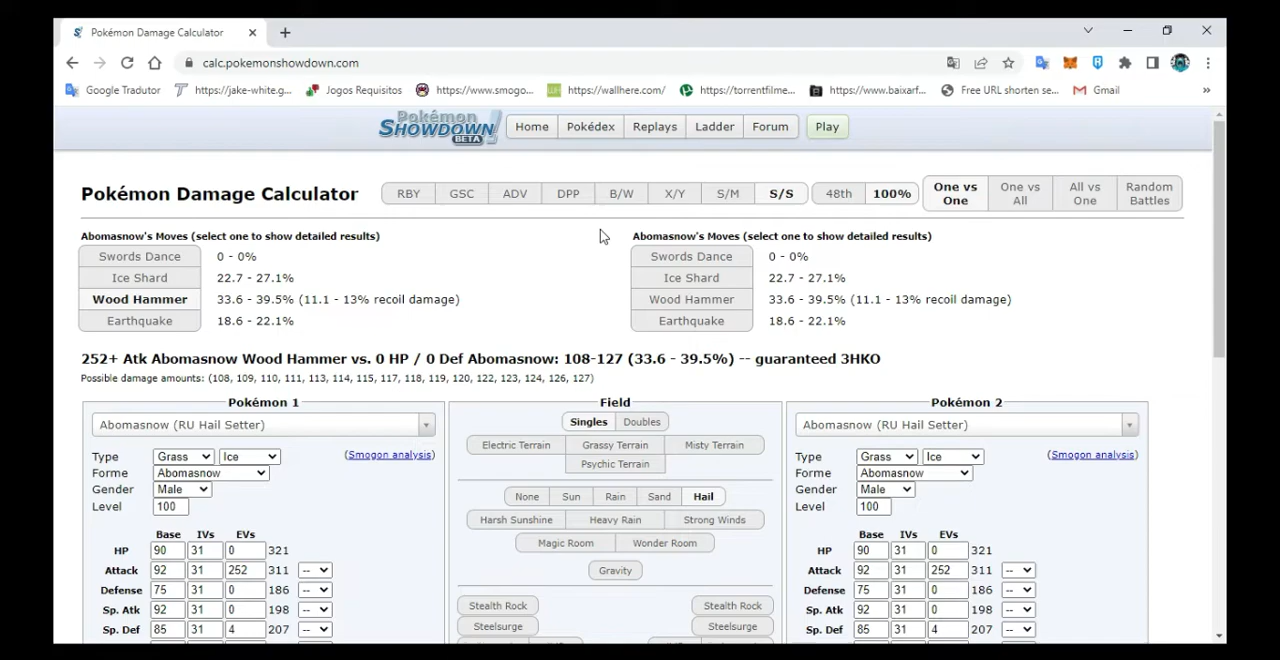 Pokémon Damage Calculator
calc.pokemonshowdown.com
Google Tradutor https://jake-white.g... Jogos Requisitos https://www.smogo... https://wallhere.com/ https://torrentfilme... https://www.baixarf... Free URL shorten se... Gmail »
Pokémon SHOWDOWN! BETA Home Pokédex Replays Ladder Forum Play
Pokémon Damage Calculator RBY GSC ADV DPP B/W X/Y S/M S/S 48th 100% One vs One One vs All All vs One Random Battles
Abomasnow's Moves (select one to show detailed results) Abomasnow's Moves (select one to show detailed results)
Swords Dance 0 - 0% Swords Dance 0 - 0%
Ice Shard 22.7 - 27.1% Ice Shard 22.7 - 27.1%
Wood Hammer 33.6 - 39.5% (11.1 - 13% recoil damage) Wood Hammer 33.6 - 39.5% (11.1 - 13% recoil damage)
Earthquake 18.6 - 22.1% Earthquake 18.6 - 22.1%
252+ Atk Abomasnow Wood Hammer vs. 0 HP / 0 Def Abomasnow: 108-127 (33.6 - 39.5%) -- guaranteed 3HKO
Possible damage amounts: (108, 109, 110, 111, 113, 114, 115, 117, 118, 119, 120, 122, 123, 124, 126, 127)
Pokémon 1 Field Pokémon 2
Abomasnow (RU Hail Setter) Singles Doubles Abomasnow (RU Hail Setter)
Electric Terrain Grassy Terrain Misty Terrain
Type Grass Ice (Smogon analysis) Psychic Terrain Type Grass Ice (Smogon analysis)
Forme Abomasnow Forme Abomasnow
Gender Male None Sun Rain Sand Hail Gender Male
Level 100 Level 100
Harsh Sunshine Heavy Rain Strong Winds
Base IVs EVs Magic Room Wonder Room Base IVs EVs
HP 90 31 0 321 HP 90 31 0 321
Attack 92 31 252 311 -- Gravity Attack 92 31 252 311 --
Defense 75 31 0 186 -- Defense 75 31 0 186 --
Sp. Atk 92 31 0 198 -- Stealth Rock Stealth Rock Sp. Atk 92 31 0 198 --
Sp. Def 85 31 4 207 -- Steelsurge Steelsurge Sp. Def 85 31 4 207 --